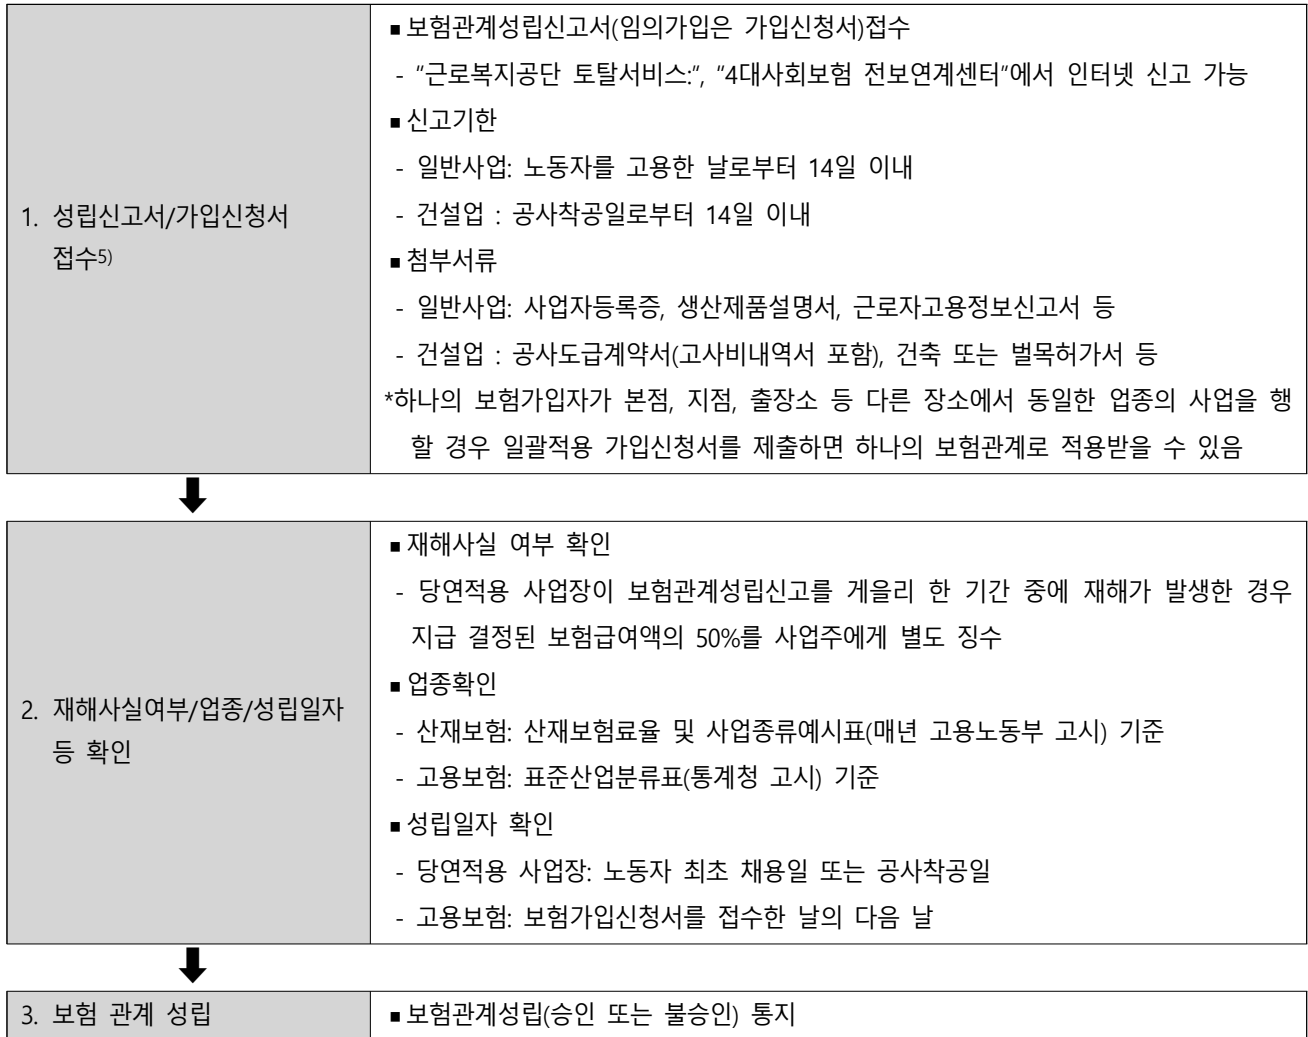 1. 성립신고서/가입신청서
접수5)
■ 보험관계성립신고서(임의가입은 가입신청서)접수
- “근로복지공단 토탈서비스:”, “4대사회보험 전보연계센터”에서 인터넷 신고 가능
■ 신고기한
- 일반사업: 노동자를 고용한 날로부터 14일 이내
- 건설업 : 공사착공일로부터 14일 이내
■ 첨부서류
- 일반사업: 사업자등록증, 생산제품설명서, 근로자고용정보신고서 등
- 건설업 : 공사도급계약서(고사비내역서 포함), 건축 또는 벌목허가서 등
*하나의 보험가입자가 본점, 지점, 출장소 등 다른 장소에서 동일한 업종의 사업을 행
할 경우 일괄적용 가입신청서를 제출하면 하나의 보험관계로 적용받을 수 있음
2. 재해사실여부/업종/성립일자
등 확인
■ 재해사실 여부 확인
- 당연적용 사업장이 보험관계성립신고를 게을리 한 기간 중에 재해가 발생한 경우
지급 결정된 보험급여액의 50%를 사업주에게 별도 징수
■ 업종확인
- 산재보험: 산재보험료율 및 사업종류예시표(매년 고용노동부 고시) 기준
- 고용보험: 표준산업분류표(통계청 고시) 기준
■ 성립일자 확인
- 당연적용 사업장: 노동자 최초 채용일 또는 공사착공일
- 고용보험: 보험가입신청서를 접수한 날의 다음 날
3. 보험 관계 성립
■ 보험관계성립(승인 또는 불승인) 통지